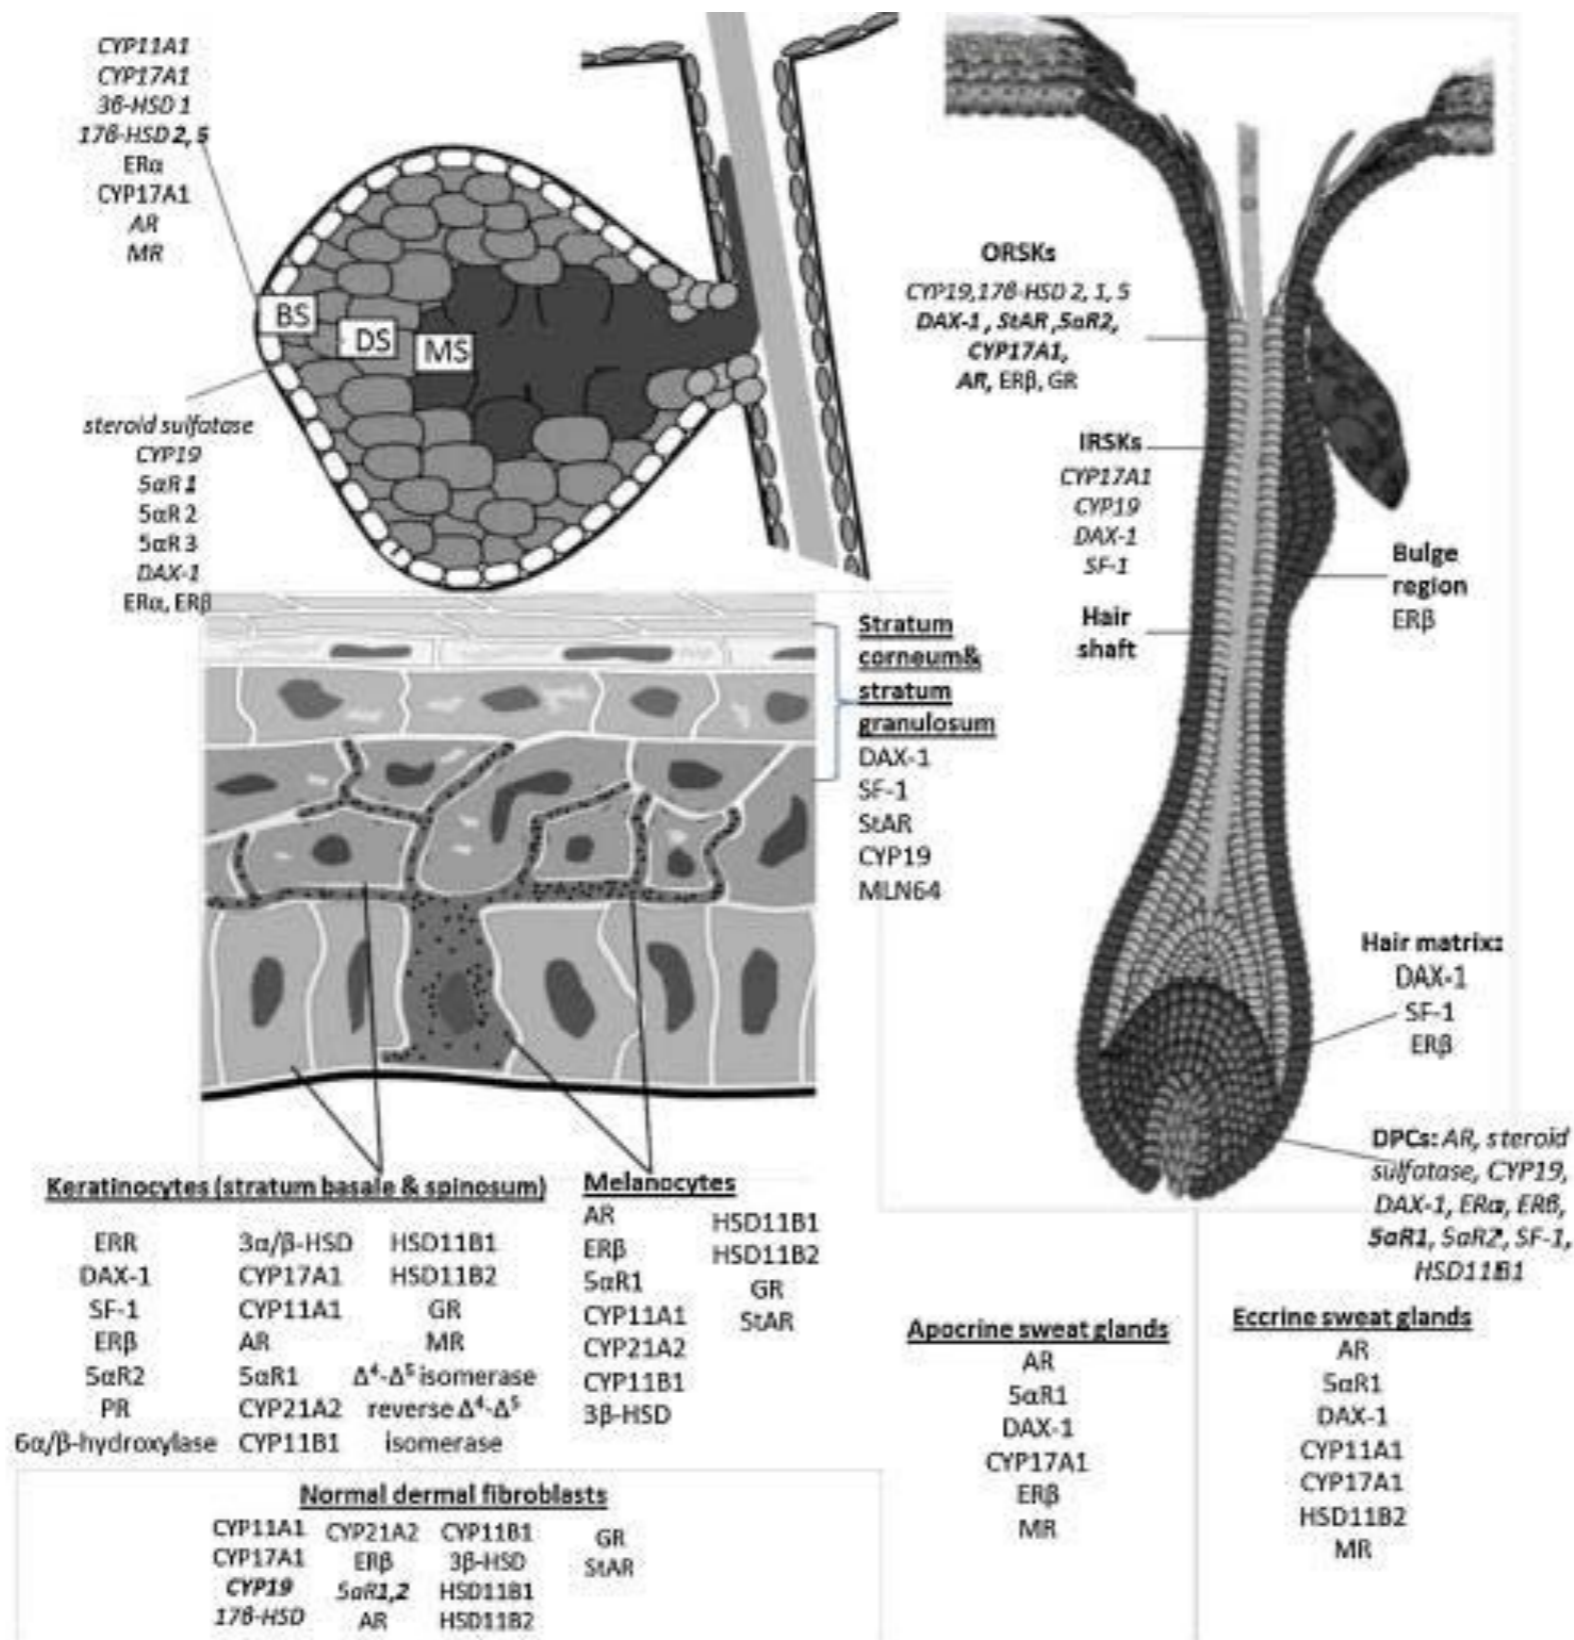 CYP11A1
CYP17A1
3β-HSD 1
17β-HSD 2, 5
ERα
CYP17A1
AR
MR
BS
DS
MS
steroid sulfatase
CYP19
5αR 1
5αR 2
5αR 3
DAX-1
ERα, ERβ
ORSKs
CYP19,17β-HSD 2, 1, 5
DAX-1 , StAR ,5αR2,
CYP17A1,
AR, ERβ, GR
IRSKs
CYP17A1
CYP19
DAX-1
SF-1
Hair
shaft
Bulge
region
ERβ
Stratum
corneum&
stratum
granulosum
DAX-1
SF-1
StAR
CYP19
MLN64
Hair matrix:
DAX-1
SF-1
ERβ
DPCs: AR, steroid
sulfatase, CYP19,
DAX-1, ERα, ERβ,
5αR1, 5αR2, SF-1,
HSD11B1
Keratinocytes (stratum basale & spinosum)
ERR 3α/β-HSD HSD11B1
DAX-1 CYP17A1 HSD11B2
SF-1 CYP11A1 GR
ERβ AR MR
5αR2 5αR1 Δ⁴-Δ⁵ isomerase
PR CYP21A2 reverse Δ⁴-Δ⁵
6α/β-hydroxylase CYP11B1 isomerase
Melanocytes
AR
ERβ
5αR1
CYP11A1
CYP21A2
CYP11B1
3β-HSD
HSD11B1
HSD11B2
GR
StAR
Apocrine sweat glands
AR
5αR1
DAX-1
CYP17A1
ERβ
MR
Eccrine sweat glands
AR
5αR1
DAX-1
CYP11A1
CYP17A1
HSD11B2
MR
Normal dermal fibroblasts
CYP11A1 CYP21A2 CYP11B1 GR
CYP17A1 ERβ 3β-HSD StAR
CYP19 5αR1,2 HSD11B1
17β-HSD AR HSD11B2